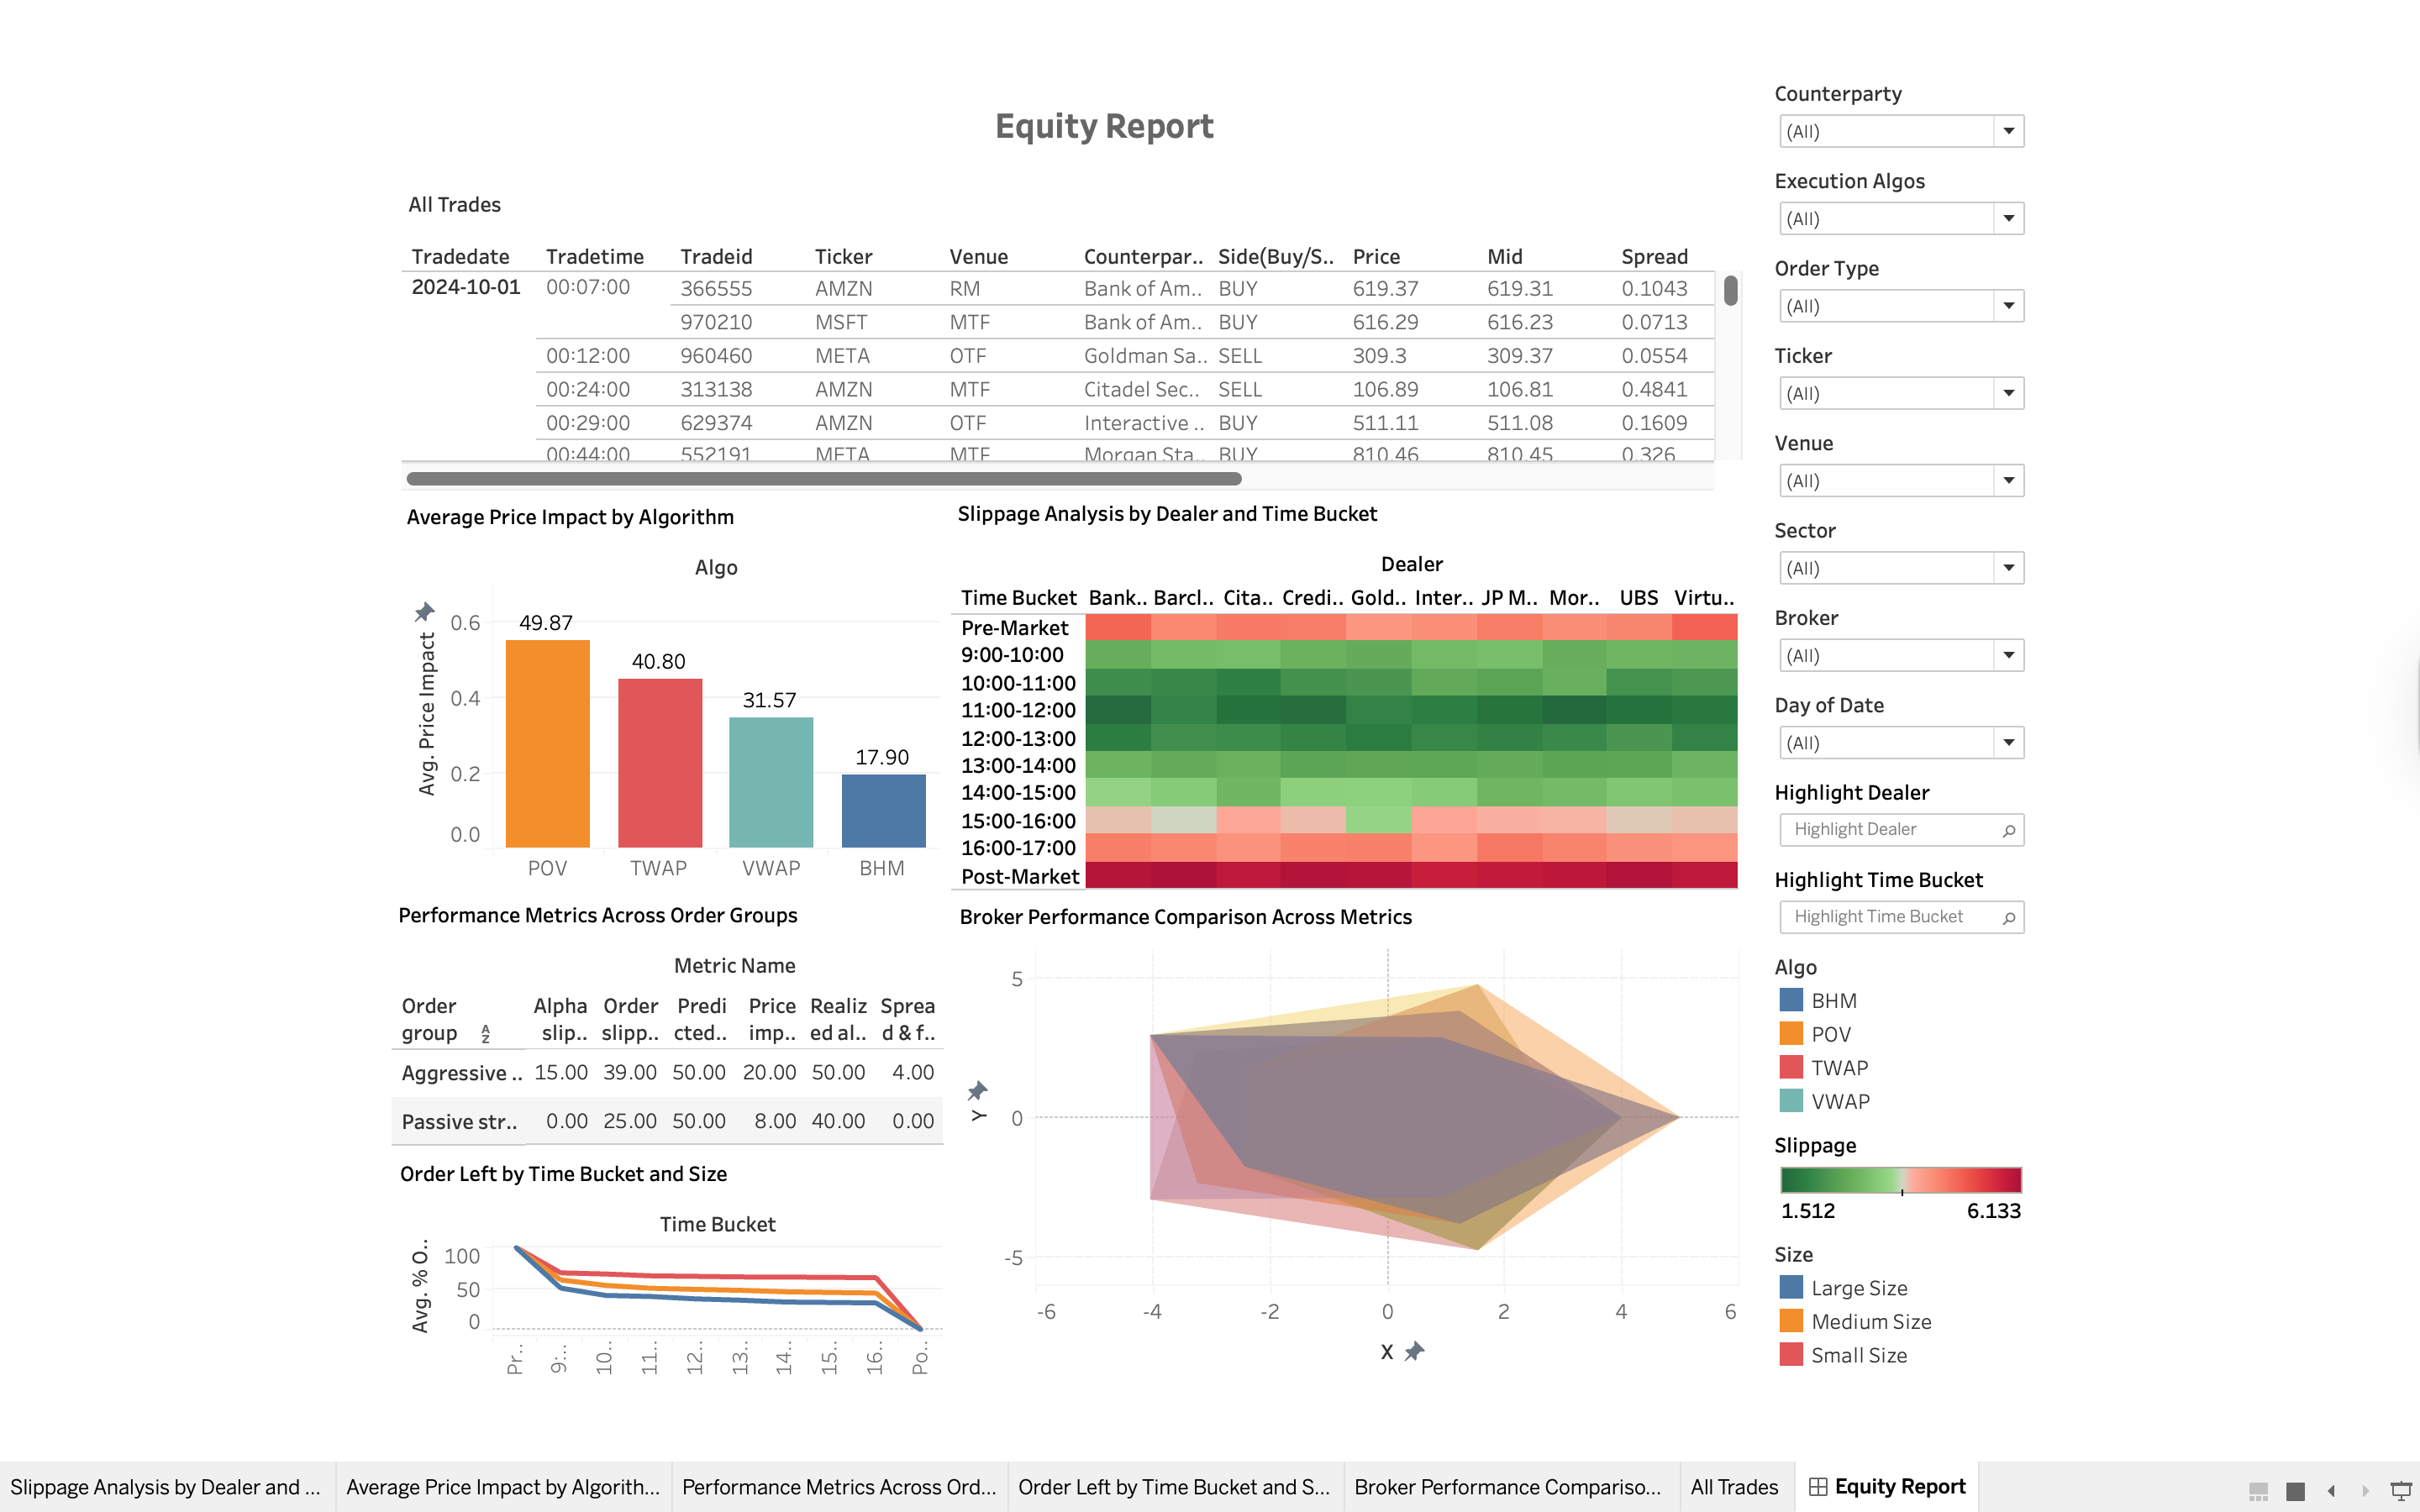 Equity Report
All Trades
Tradedate Tradetime Tradeid Ticker Venue Counterpar.. Side(Buy/S.. Price Mid Spread
2024-10-01 00:07:00 366555 AMZN RM Bank of Am.. BUY 619.37 619.31 0.1043
970210 MSFT MTF Bank of Am.. BUY 616.29 616.23 0.0713
00:12:00 960460 META OTF Goldman Sa.. SELL 309.3 309.37 0.0554
00:24:00 313138 AMZN MTF Citadel Sec.. SELL 106.89 106.81 0.4841
00:29:00 629374 AMZN OTF Interactive .. BUY 511.11 511.08 0.1609
00:44:00 552191 META MTF Morgan Sta.. BUY 810.46 810.45 0.326
Average Price Impact by Algorithm
Algo
Avg. Price Impact
0.6
0.4
0.2
0.0
49.87
40.80
31.57
17.90
POV TWAP VWAP BHM
Slippage Analysis by Dealer and Time Bucket
Dealer
Time Bucket Bank.. Barcl.. Cita.. Credi.. Gold.. Inter.. JP M.. Mor.. UBS Virtu..
Pre-Market
9:00-10:00
10:00-11:00
11:00-12:00
12:00-13:00
13:00-14:00
14:00-15:00
15:00-16:00
16:00-17:00
Post-Market
Performance Metrics Across Order Groups
Metric Name
Order Alpha Order Predi Price Realiz Sprea
group slip.. slipp.. cted.. imp.. ed al.. d & f..
Aggressive .. 15.00 39.00 50.00 20.00 50.00 4.00
Passive str.. 0.00 25.00 50.00 8.00 40.00 0.00
Order Left by Time Bucket and Size
Time Bucket
Avg. % O..
100
50
0
Pr.. 9:.. 10.. 11.. 12.. 13.. 14.. 15.. 16.. Po..
Broker Performance Comparison Across Metrics
Y
5
0
-5
-6 -4 -2 0 2 4 6
X
Counterparty
(All)
Execution Algos
(All)
Order Type
(All)
Ticker
(All)
Venue
(All)
Sector
(All)
Broker
(All)
Day of Date
(All)
Highlight Dealer
Highlight Dealer
Highlight Time Bucket
Highlight Time Bucket
Algo
BHM
POV
TWAP
VWAP
Slippage
1.512 6.133
Size
Large Size
Medium Size
Small Size
Slippage Analysis by Dealer and ... Average Price Impact by Algorith... Performance Metrics Across Ord... Order Left by Time Bucket and S... Broker Performance Compariso... All Trades Equity Report